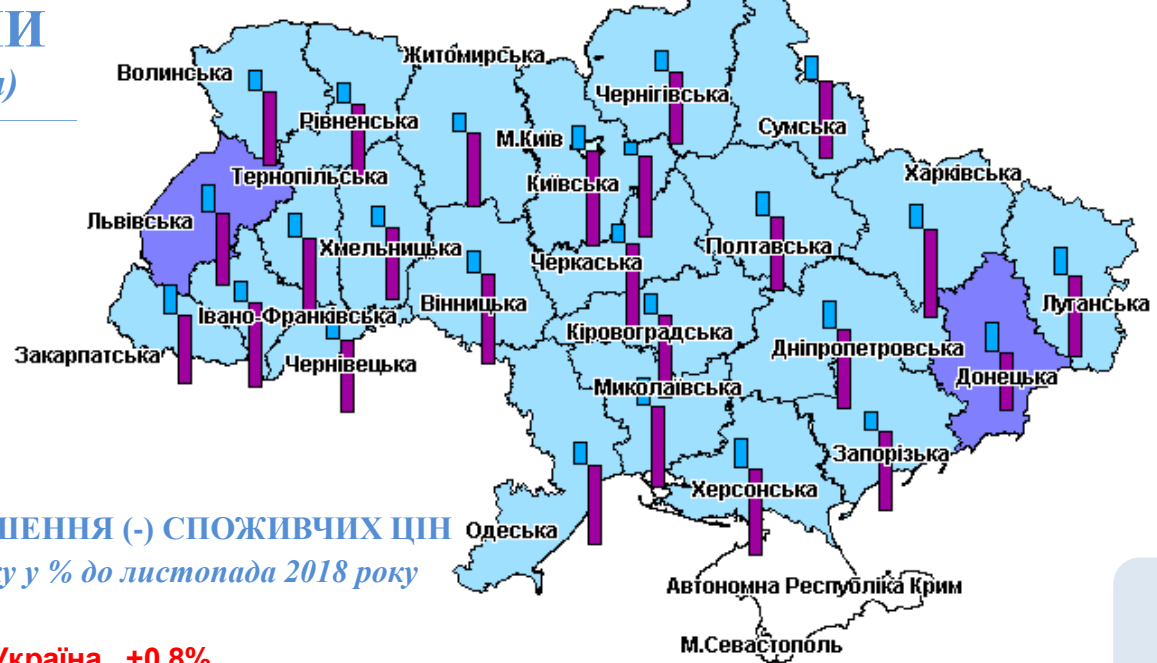 И
Волинська
Рівненська
Житомирська
Чернігівська
Сумська
М.Київ
Київська
Харківська
Тернопільська
Львівська
Хмельницька
Полтавська
Черкаська
Вінницька
Луганська
Івано-Франківська
Кіровоградська
Закарпатська
Чернівецька
Дніпропетровська
Донецька
Миколаївська
Запорізька
Херсонська
Одеська
ШЕННЯ (-) СПОЖИВЧИХ ЦІН
ку у % до листопада 2018 року
Автономна Республіка Крим
М.Севастополь
Україна +0,8%